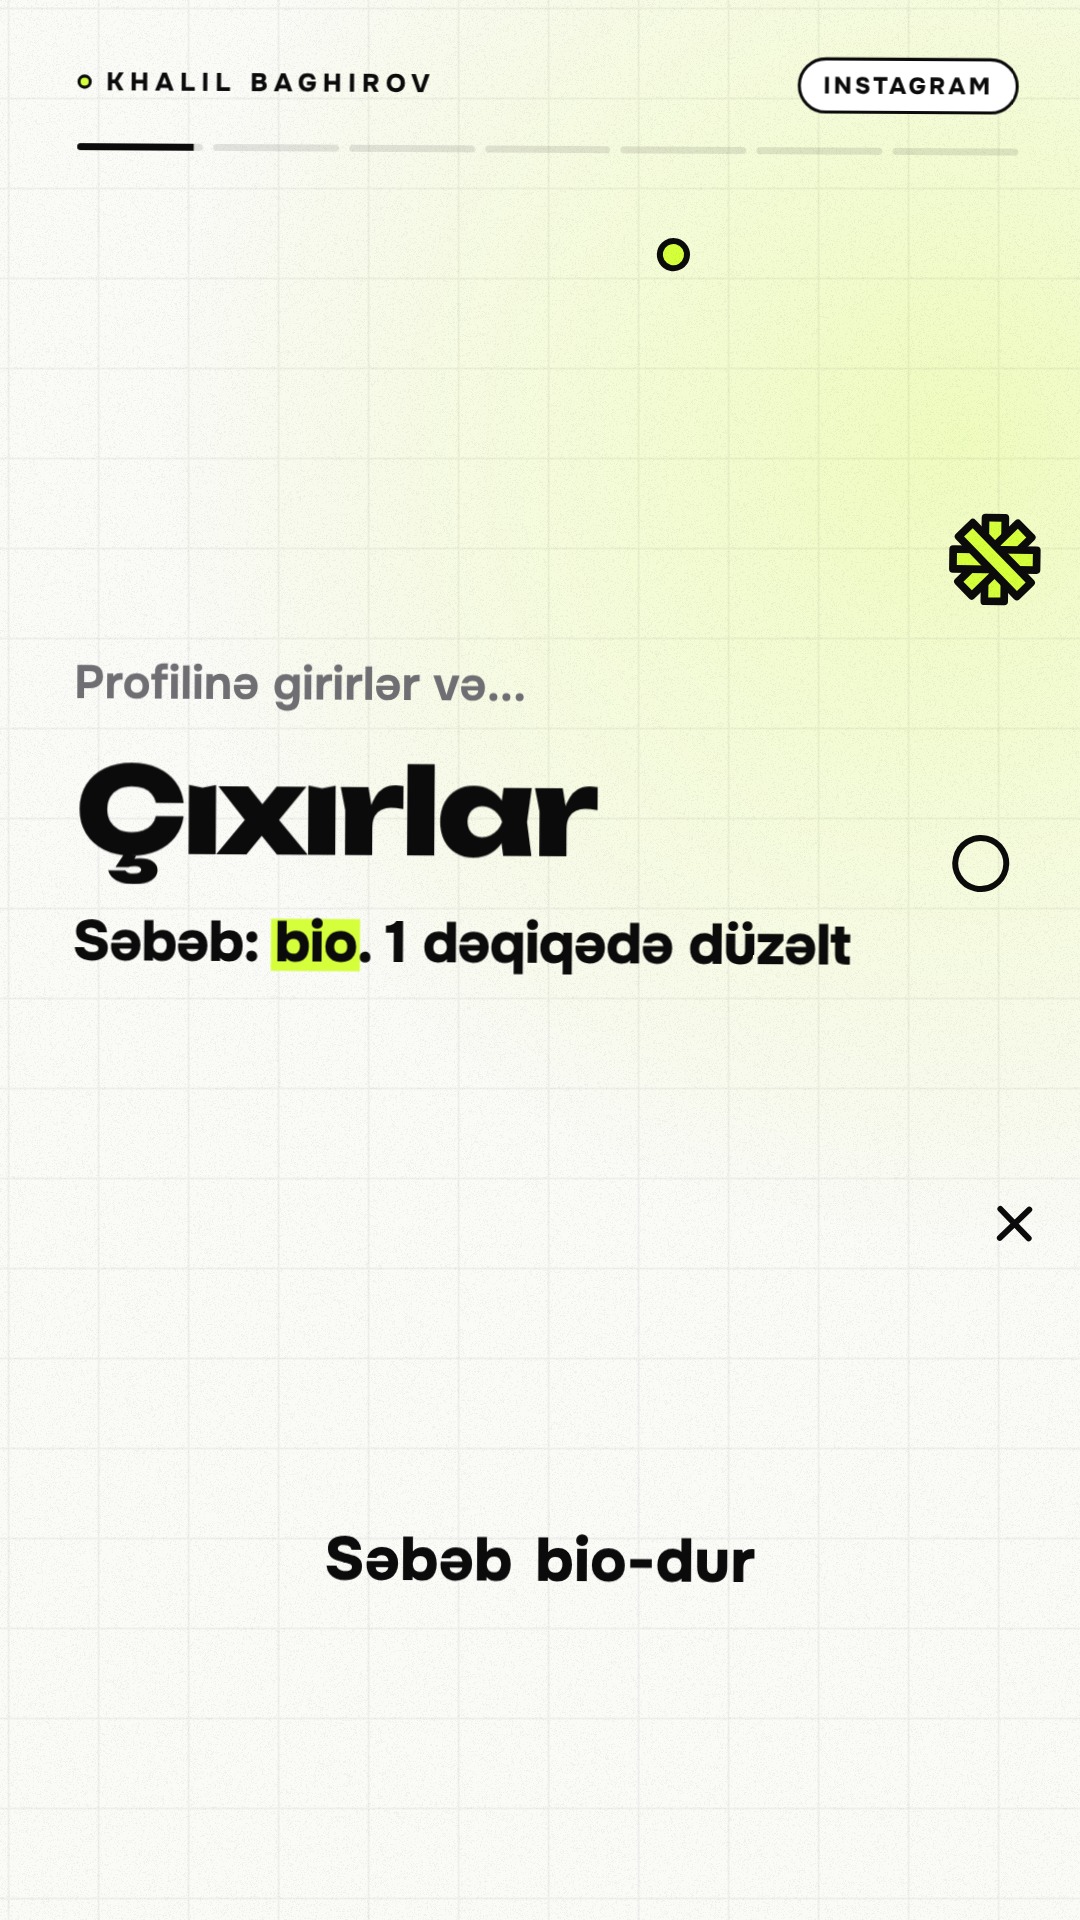 KHALIL BAGHIROV
INSTAGRAM
Profilinə girirlər və...
Çıxırlar
Səbəb: bio. 1 dəqiqədə düzəlt
Səbəb bio-dur